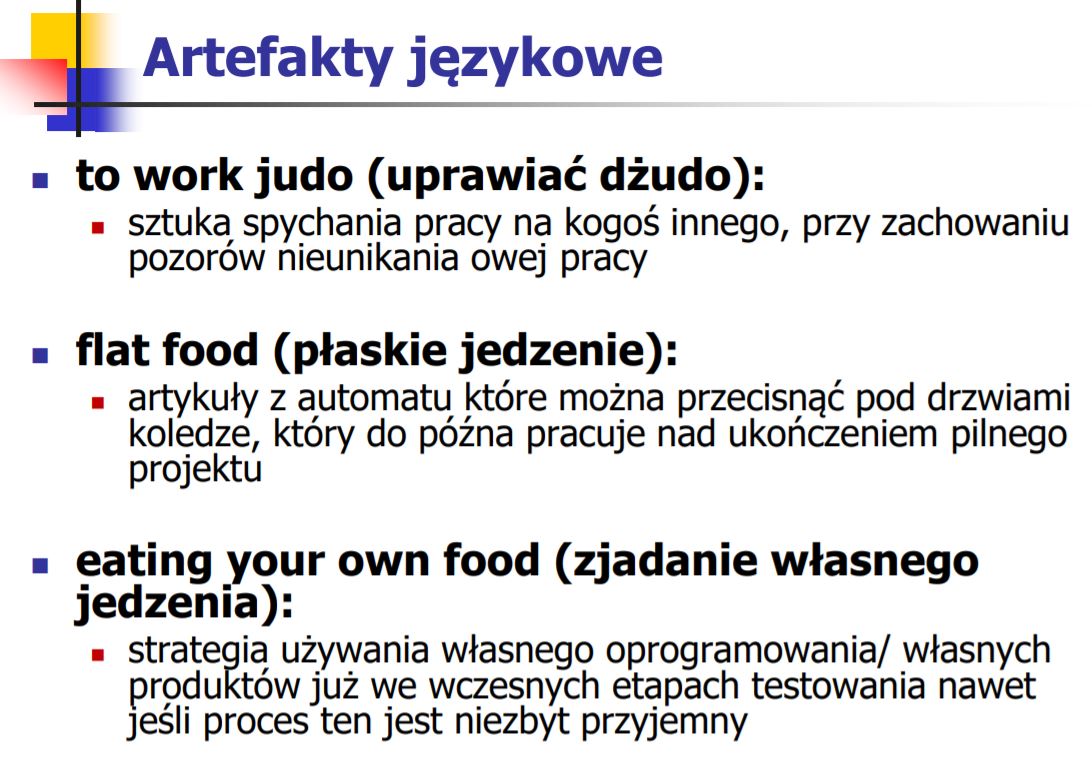 Artefakty językowe
to work judo (uprawiać dżudo):
sztuka spychania pracy na kogoś innego, przy zachowaniu
pozorów nieunikania owej pracy
flat food (płaskie jedzenie):
artykuły z automatu które można przecisnąć pod drzwiami
koledze, który do późna pracuje nad ukończeniem pilnego
projektu
eating your own food (zjadanie własnego
jedzenia):
strategia używania własnego oprogramowania/ własnych
produktów już we wczesnych etapach testowania nawet
jeśli proces ten jest niezbyt przyjemny